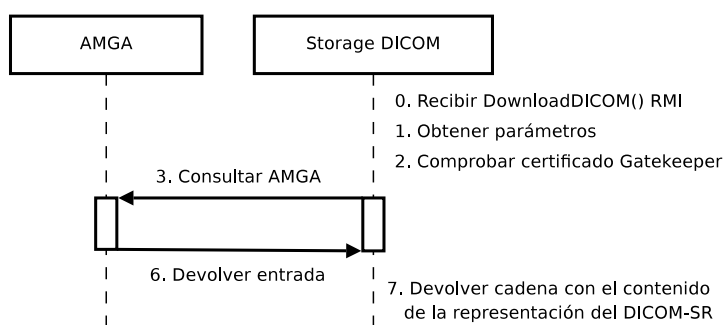 AMGA
Storage DICOM
0. Recibir DownloadDICOM() RMI
1. Obtener parámetros
2. Comprobar certificado Gatekeeper
3. Consultar AMGA
6. Devolver entrada
7. Devolver cadena con el contenido
de la representación del DICOM-SR